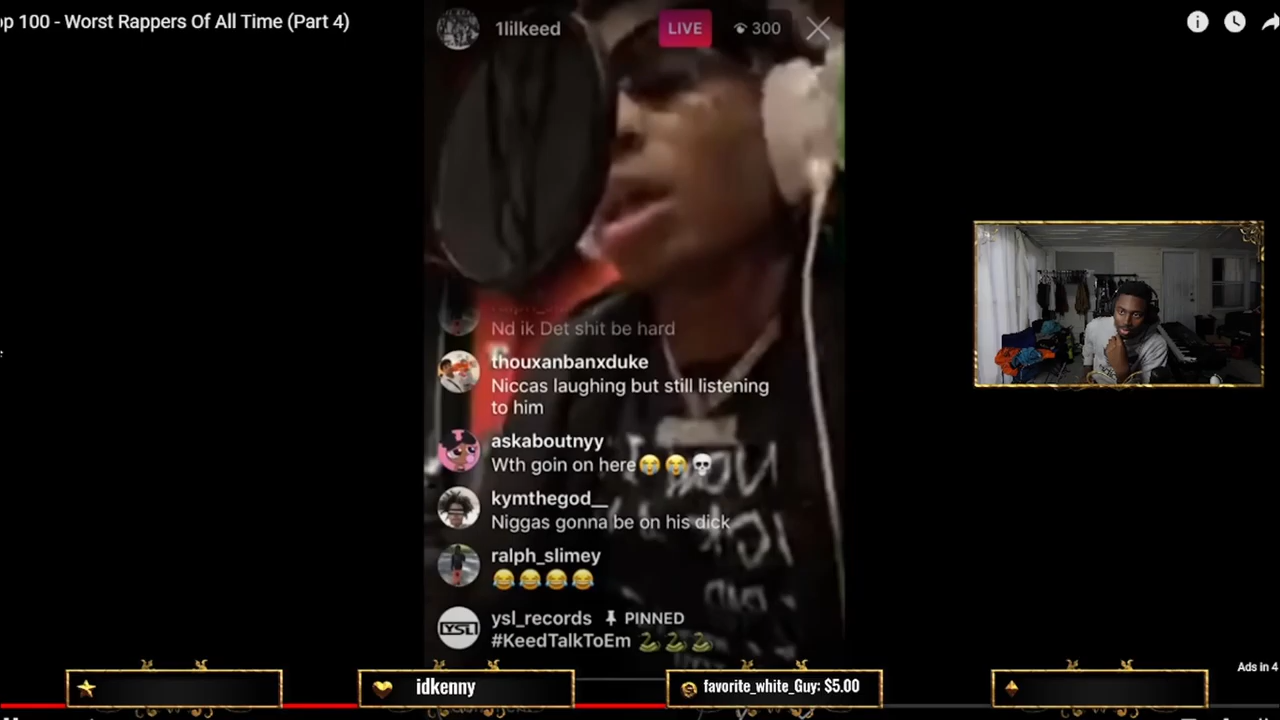 op 100 - Worst Rappers Of All Time (Part 4)
1lilkeed
LIVE
300
Nd ik Det shit be hard
thouxanbanxduke
Niccas laughing but still listening
to him
askaboutnyy
Wth goin on here😭😭💀
kymthegod__
Niggas gonna be on his dick
ralph_slimey
😂😂😂😂
YSL
ysl_records PINNED
#KeedTalkToEm 🐍🐍🐍
Ads in 4
idkenny
favorite_white_Guy: $5.00